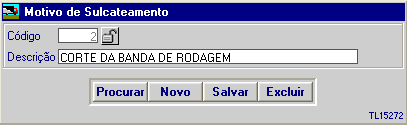 Motivo de Sulcateamento
Código 2
Descrição CORTE DA BANDA DE RODAGEM
Procurar Novo Salvar Excluir
TL15272